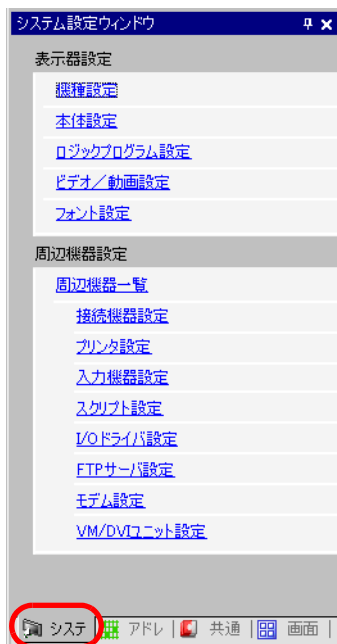 システム設定ウィンドウ
表示器設定
機種設定
本体設定
ロジックプログラム設定
ビデオ／動画設定
フォント設定
周辺機器設定
周辺機器一覧
接続機器設定
プリンタ設定
入力機器設定
スクリプト設定
I/Oドライバ設定
FTPサーバ設定
モデム設定
VM/DVIユニット設定
システ アドレ 共通 画面